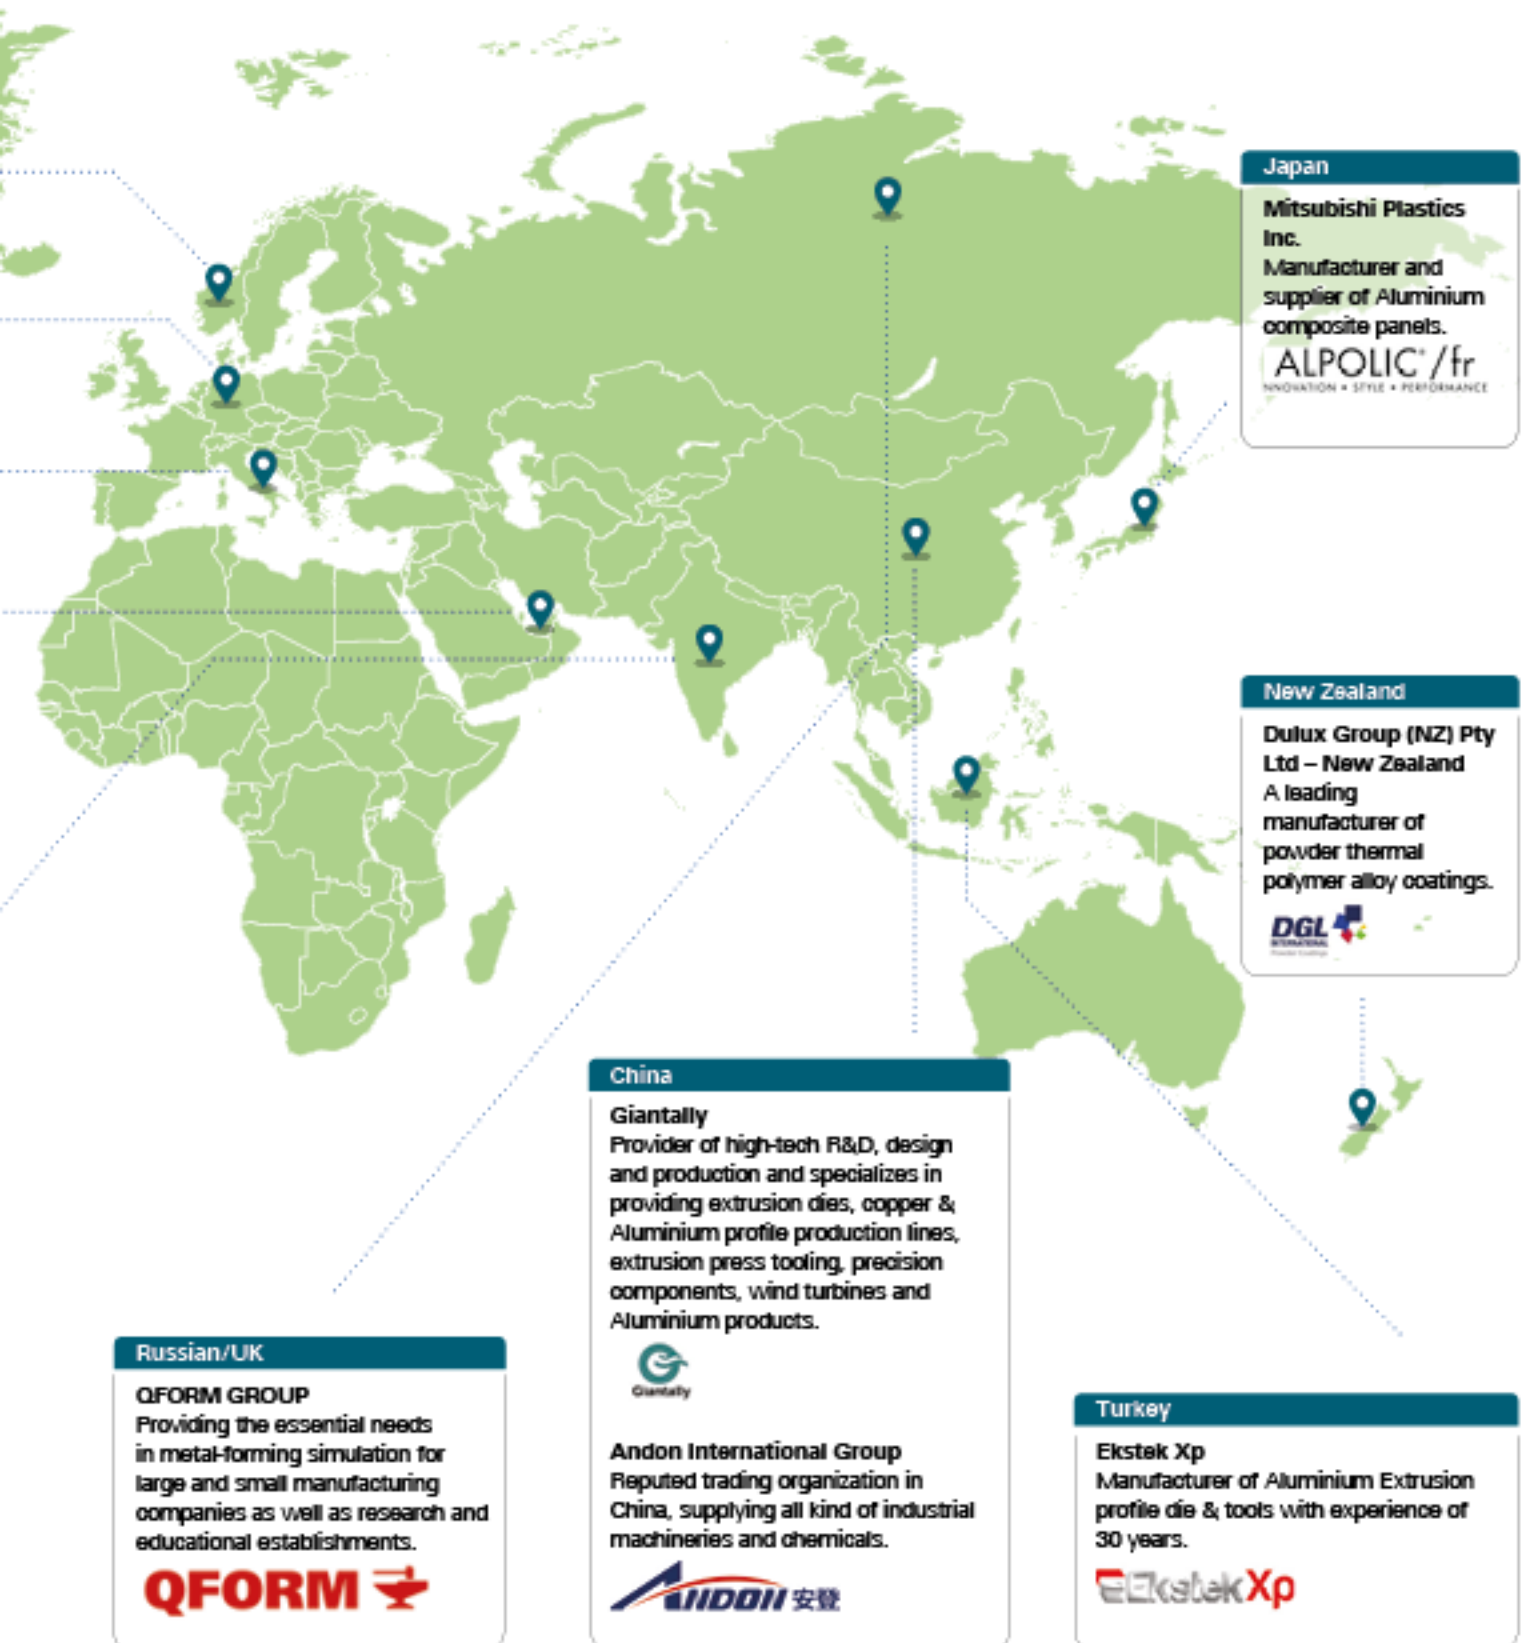 Japan
Mitsubishi Plastics
Inc.
Manufacturer and
supplier of Aluminium
composite panels.
ALPOLIC®/fr
INNOVATION • STYLE • PERFORMANCE
New Zealand
Dulux Group (NZ) Pty
Ltd – New Zealand
A leading
manufacturer of
powder thermal
polymer alloy coatings.
DGL
INTERNATIONAL
Powder Coatings
China
Giantally
Provider of high-tech R&D, design
and production and specializes in
providing extrusion dies, copper &
Aluminium profile production lines,
extrusion press tooling, precision
components, wind turbines and
Aluminium products.
Giantally
Andon International Group
Reputed trading organization in
China, supplying all kind of industrial
machineries and chemicals.
ANDON 安登
Russian/UK
QFORM GROUP
Providing the essential needs
in metal-forming simulation for
large and small manufacturing
companies as well as research and
educational establishments.
QFORM
Turkey
Ekstek Xp
Manufacturer of Aluminium Extrusion
profile die & tools with experience of
30 years.
Ekstek Xp